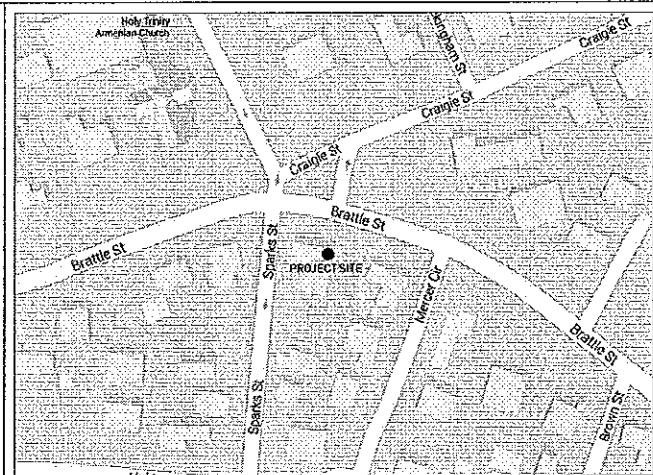 Holy Trinity
Armenian Church
Craigie St
Craigie St
Craigie St
Brattle St
Brattle St
Sparks St
PROJECT SITE
Mercer Cir
Brattle St
Sparks St
Brown St